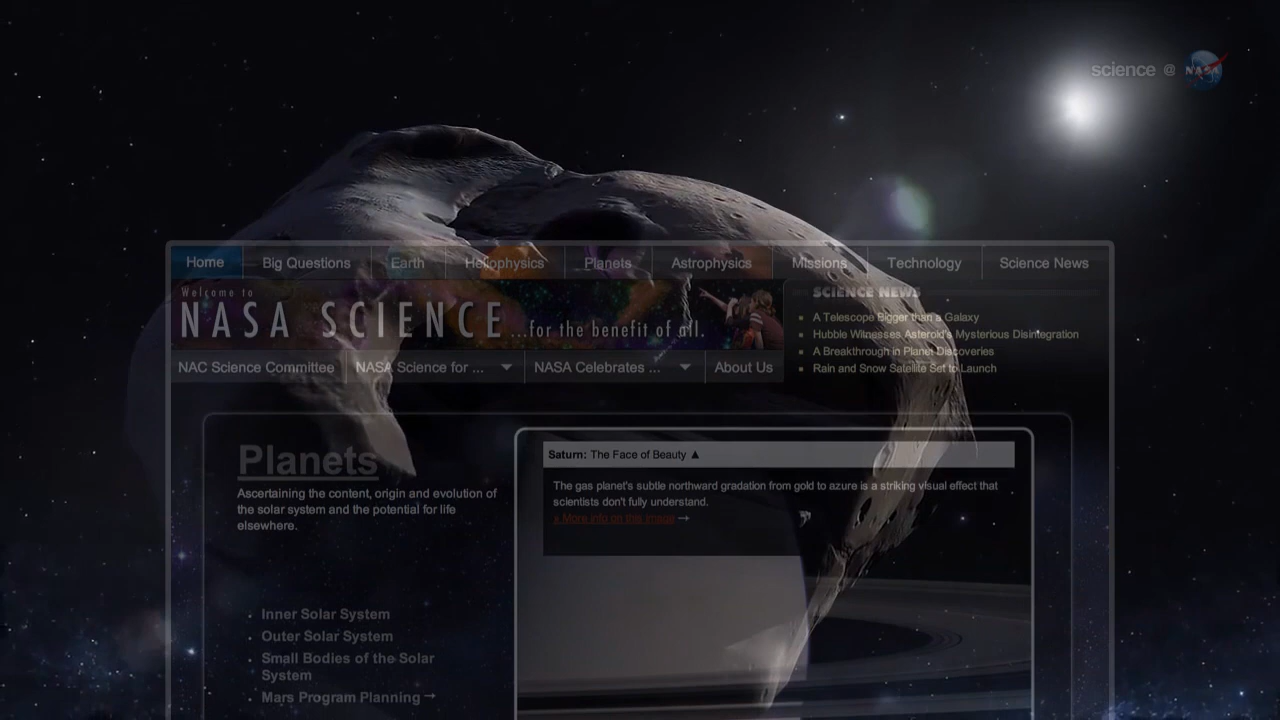 science @ NASA
Home Big Questions Earth Heliophysics Planets Astrophysics Missions Technology Science News
Welcome to
NASA SCIENCE ...for the benefit of all.
SCIENCE NEWS
A Telescope Bigger than a Galaxy
Hubble Witnesses Asteroid's Mysterious Disintegration
A Breakthrough in Planet Discoveries
Rain and Snow Satellite Set to Launch
NAC Science Committee NASA Science for ... NASA Celebrates ... About Us
Planets
Ascertaining the content, origin and evolution of
the solar system and the potential for life
elsewhere.
Inner Solar System
Outer Solar System
Small Bodies of the Solar
System
Mars Program Planning →
Saturn: The Face of Beauty ▲
The gas planet's subtle northward gradation from gold to azure is a striking visual effect that
scientists don't fully understand.
» More info on this image →